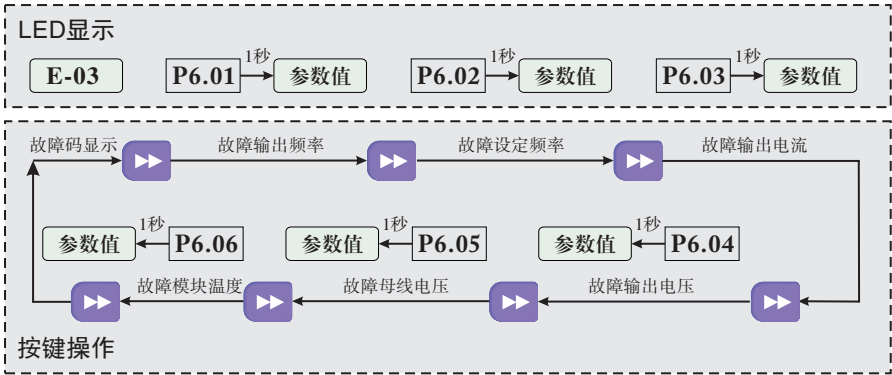 LED显示
E-03 P6.01 1秒 参数值 P6.02 1秒 参数值 P6.03 1秒 参数值
故障码显示 故障输出频率 故障设定频率 故障输出电流
参数值 1秒 P6.06 参数值 1秒 P6.05 参数值 1秒 P6.04
故障模块温度 故障母线电压 故障输出电压
按键操作